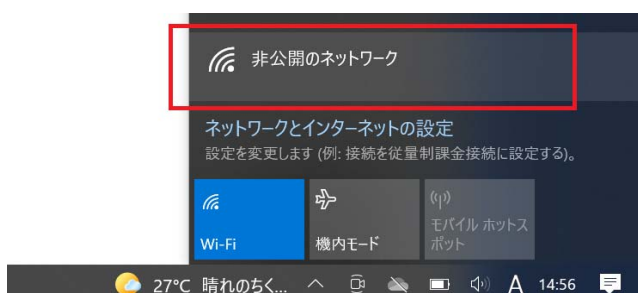 非公開のネットワーク
ネットワークとインターネットの設定
設定を変更します (例: 接続を従量制課金接続に設定する)。
Wi-Fi
機内モード
モバイル ホットス
ポット
27°C 晴れのちく... A 14:56